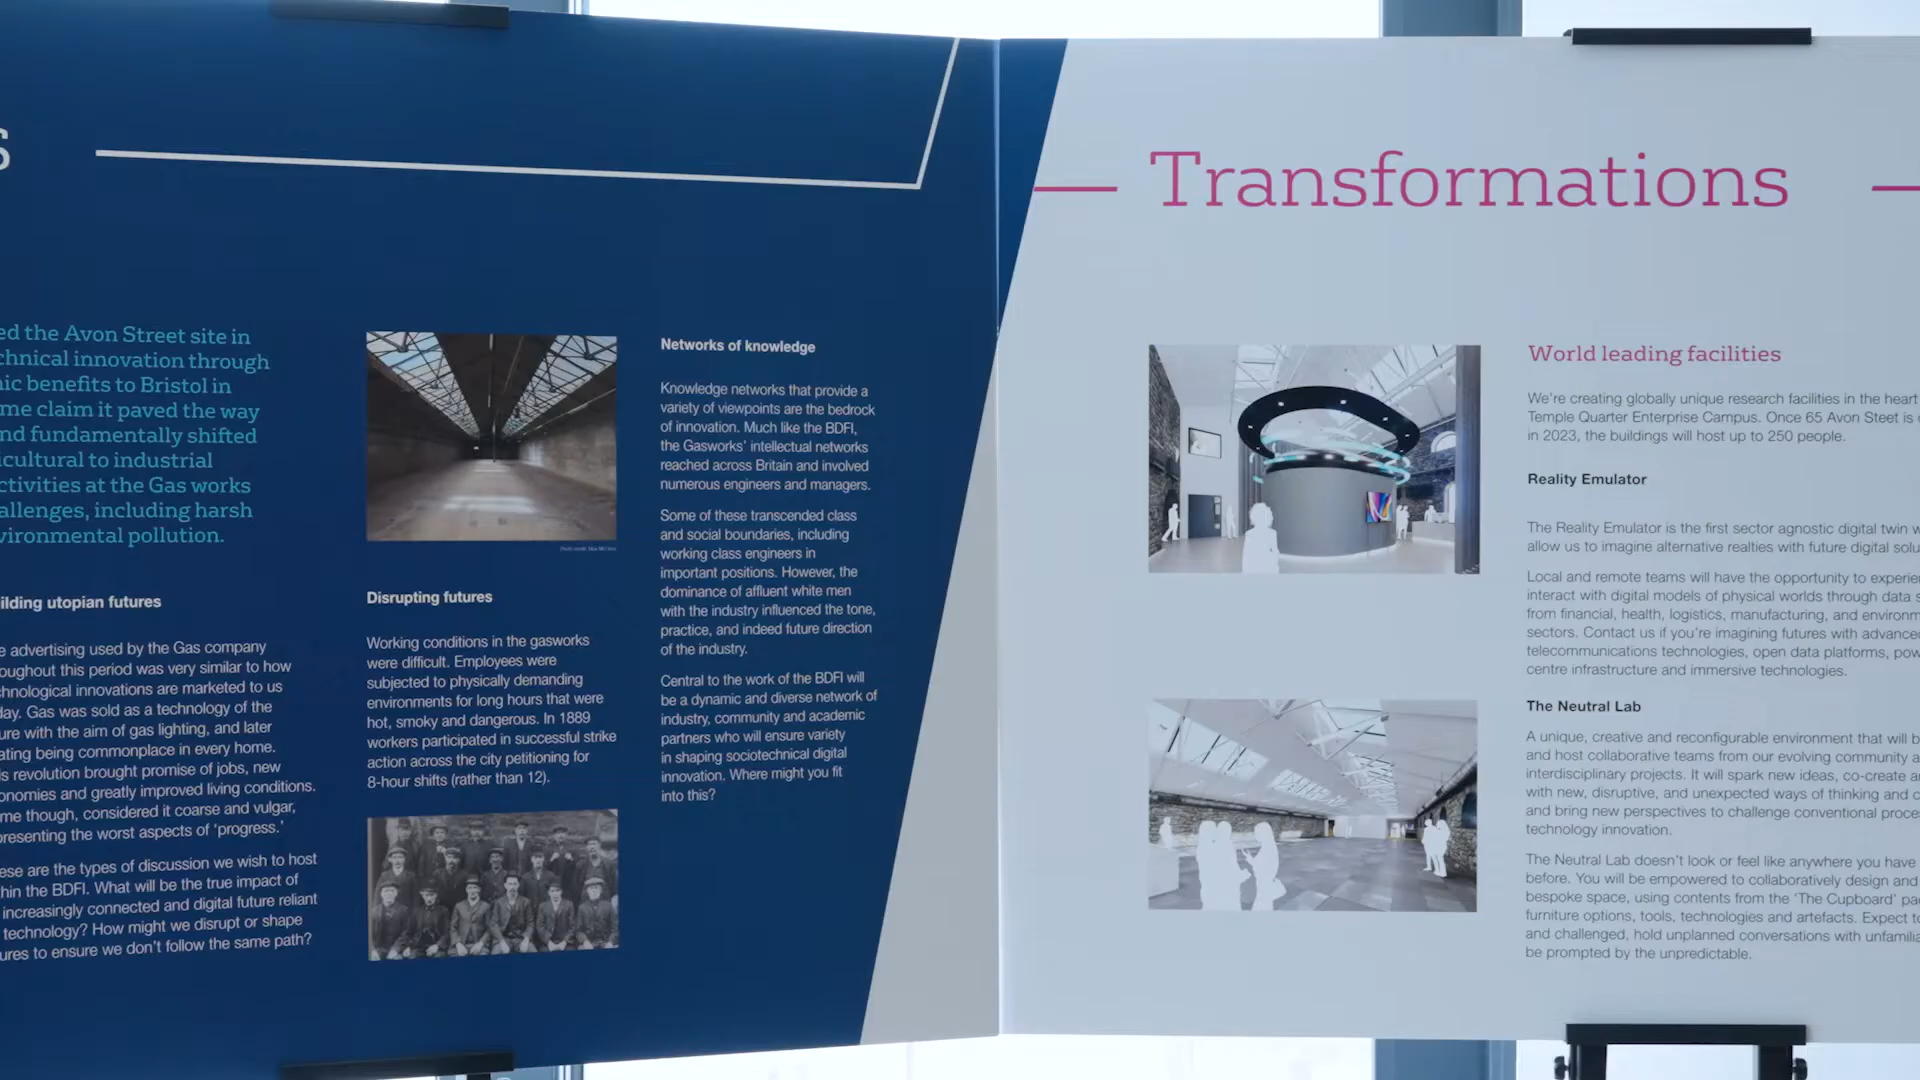 ed the Avon Street site in
chnical innovation through
ic benefits to Bristol in
me claim it paved the way
nd fundamentally shifted
icultural to industrial
ctivities at the Gas works
allenges, including harsh
vironmental pollution.
ilding utopian futures
e advertising used by the Gas company
oughout this period was very similar to how
chnological innovations are marketed to us
day. Gas was sold as a technology of the
ure with the aim of gas lighting, and later
ating being commonplace in every home.
is revolution brought promise of jobs, new
onomies and greatly improved living conditions.
me though, considered it coarse and vulgar,
presenting the worst aspects of 'progress.'
ese are the types of discussion we wish to host
hin the BDFI. What will be the true impact of
increasingly connected and digital future reliant
technology? How might we disrupt or shape
ures to ensure we don't follow the same path?
Disrupting futures
Working conditions in the gasworks
were difficult. Employees were
subjected to physically demanding
environments for long hours that were
hot, smoky and dangerous. In 1889
workers participated in successful strike
action across the city petitioning for
8-hour shifts (rather than 12).
Networks of knowledge
Knowledge networks that provide a
variety of viewpoints are the bedrock
of innovation. Much like the BDFI,
the Gasworks' intellectual networks
reached across Britain and involved
numerous engineers and managers.
Some of these transcended class
and social boundaries, including
working class engineers in
important positions. However, the
dominance of affluent white men
with the industry influenced the tone,
practice, and indeed future direction
of the industry.
Central to the work of the BDFI will
be a dynamic and diverse network of
industry, community and academic
partners who will ensure variety
in shaping sociotechnical digital
innovation. Where might you fit
into this?
Transformations
World leading facilities
We're creating globally unique research facilities in the heart
Temple Quarter Enterprise Campus. Once 65 Avon Steet is
in 2023, the buildings will host up to 250 people.
Reality Emulator
The Reality Emulator is the first sector agnostic digital twin w
allow us to imagine alternative realties with future digital solu
Local and remote teams will have the opportunity to experie
interact with digital models of physical worlds through data s
from financial, health, logistics, manufacturing, and environm
sectors. Contact us if you're imagining futures with advanced
telecommunications technologies, open data platforms, pow
centre infrastructure and immersive technologies.
The Neutral Lab
A unique, creative and reconfigurable environment that will b
and host collaborative teams from our evolving community a
interdisciplinary projects. It will spark new ideas, co-create an
with new, disruptive, and unexpected ways of thinking and c
and bring new perspectives to challenge conventional proce
technology innovation.
The Neutral Lab doesn't look or feel like anywhere you have
before. You will be empowered to collaboratively design and
bespoke space, using contents from the 'The Cupboard' pa
furniture options, tools, technologies and artefacts. Expect to
and challenged, hold unplanned conversations with unfamilia
be prompted by the unpredictable.